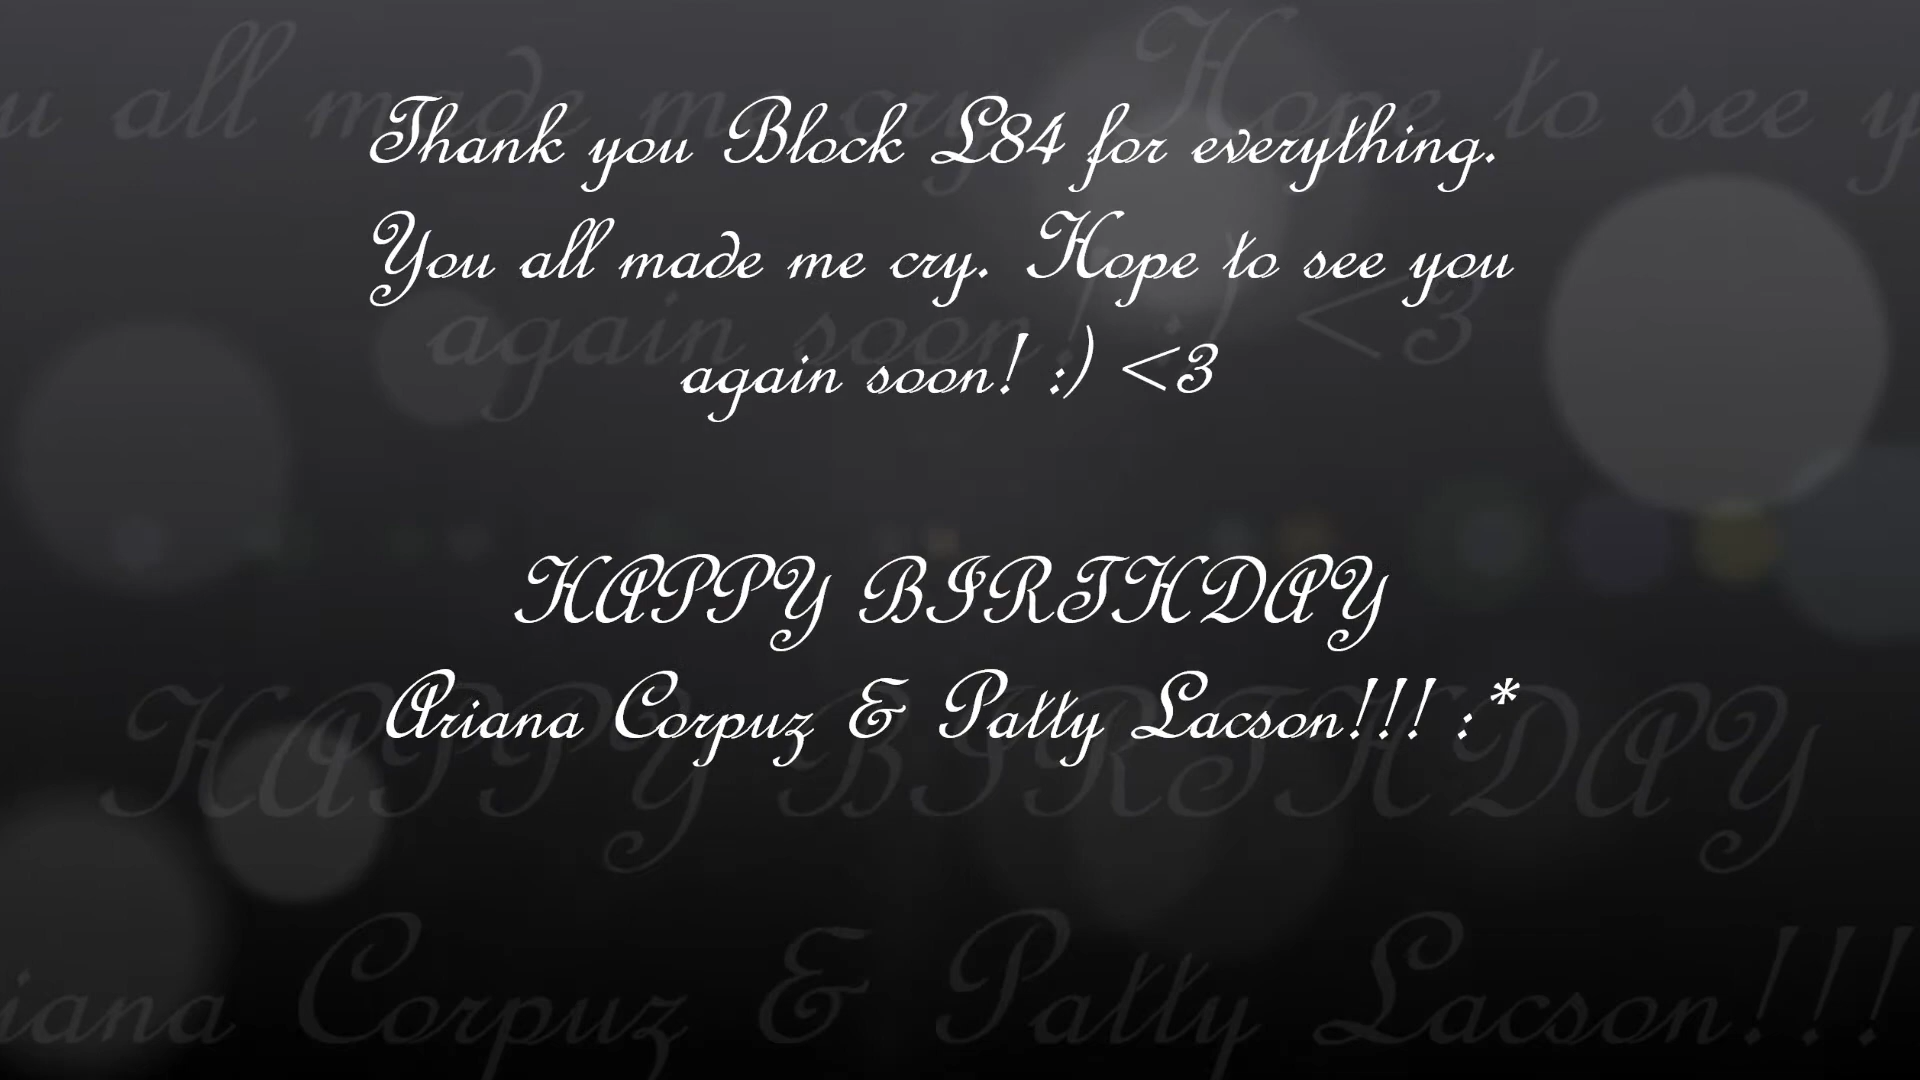 Thank you Block L84 for everything.
You all made me cry. Hope to see you
again soon! :) <3
HAPPY BIRTHDAY
Ariana Corpuz & Patty Lacson!!! :*